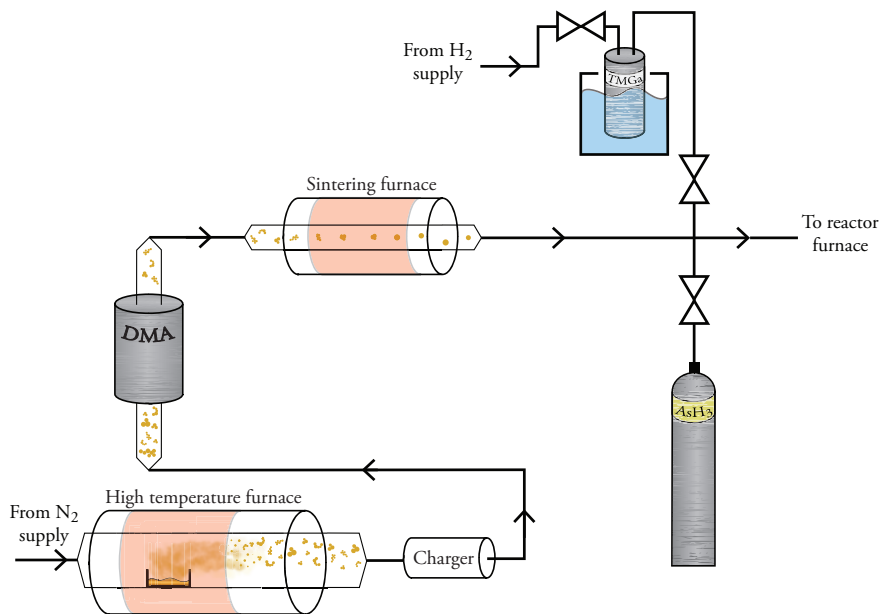 From H₂
supply
TMGa
Sintering furnace
To reactor
furnace
DMA
AsH₃
High temperature furnace
From N₂
supply
Charger